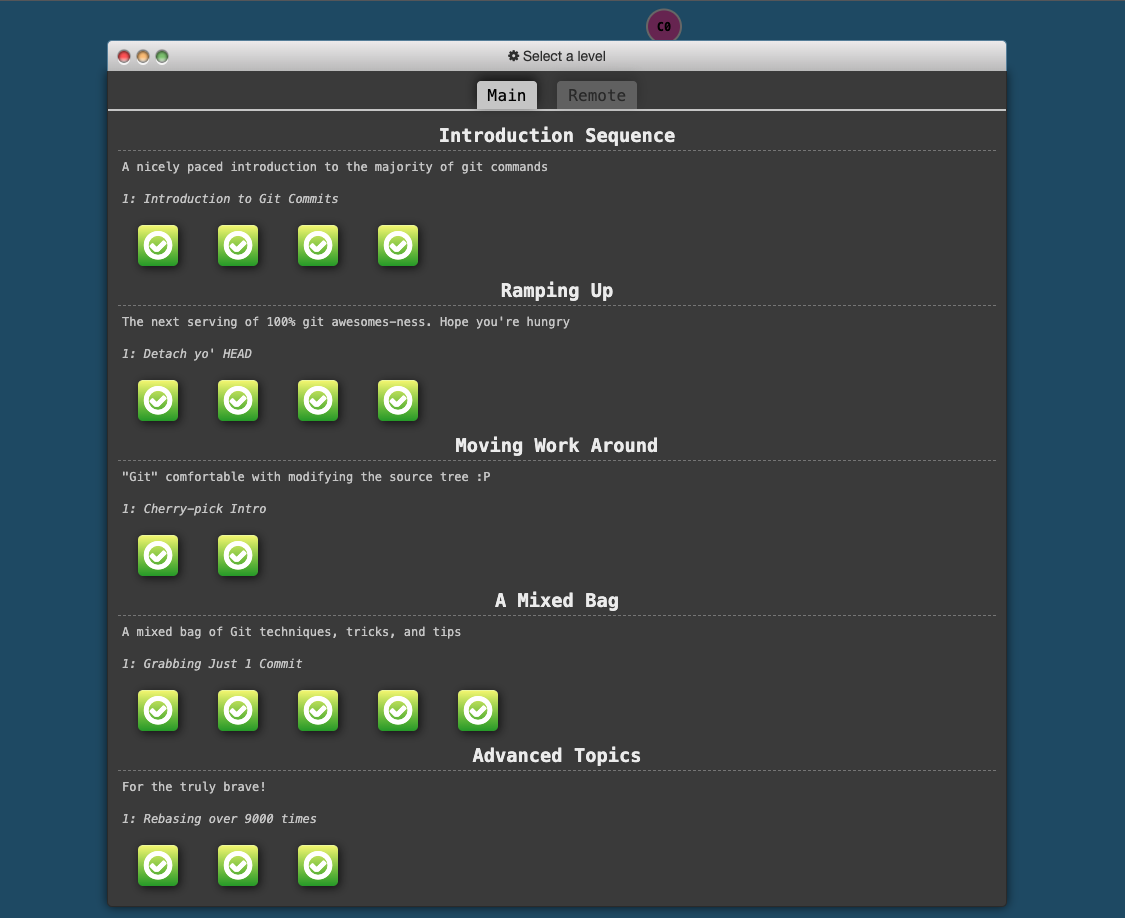 C0
Select a level
Main Remote
Introduction Sequence
A nicely paced introduction to the majority of git commands
1: Introduction to Git Commits
Ramping Up
The next serving of 100% git awesomes-ness. Hope you're hungry
1: Detach yo' HEAD
Moving Work Around
"Git" comfortable with modifying the source tree :P
1: Cherry-pick Intro
A Mixed Bag
A mixed bag of Git techniques, tricks, and tips
1: Grabbing Just 1 Commit
Advanced Topics
For the truly brave!
1: Rebasing over 9000 times